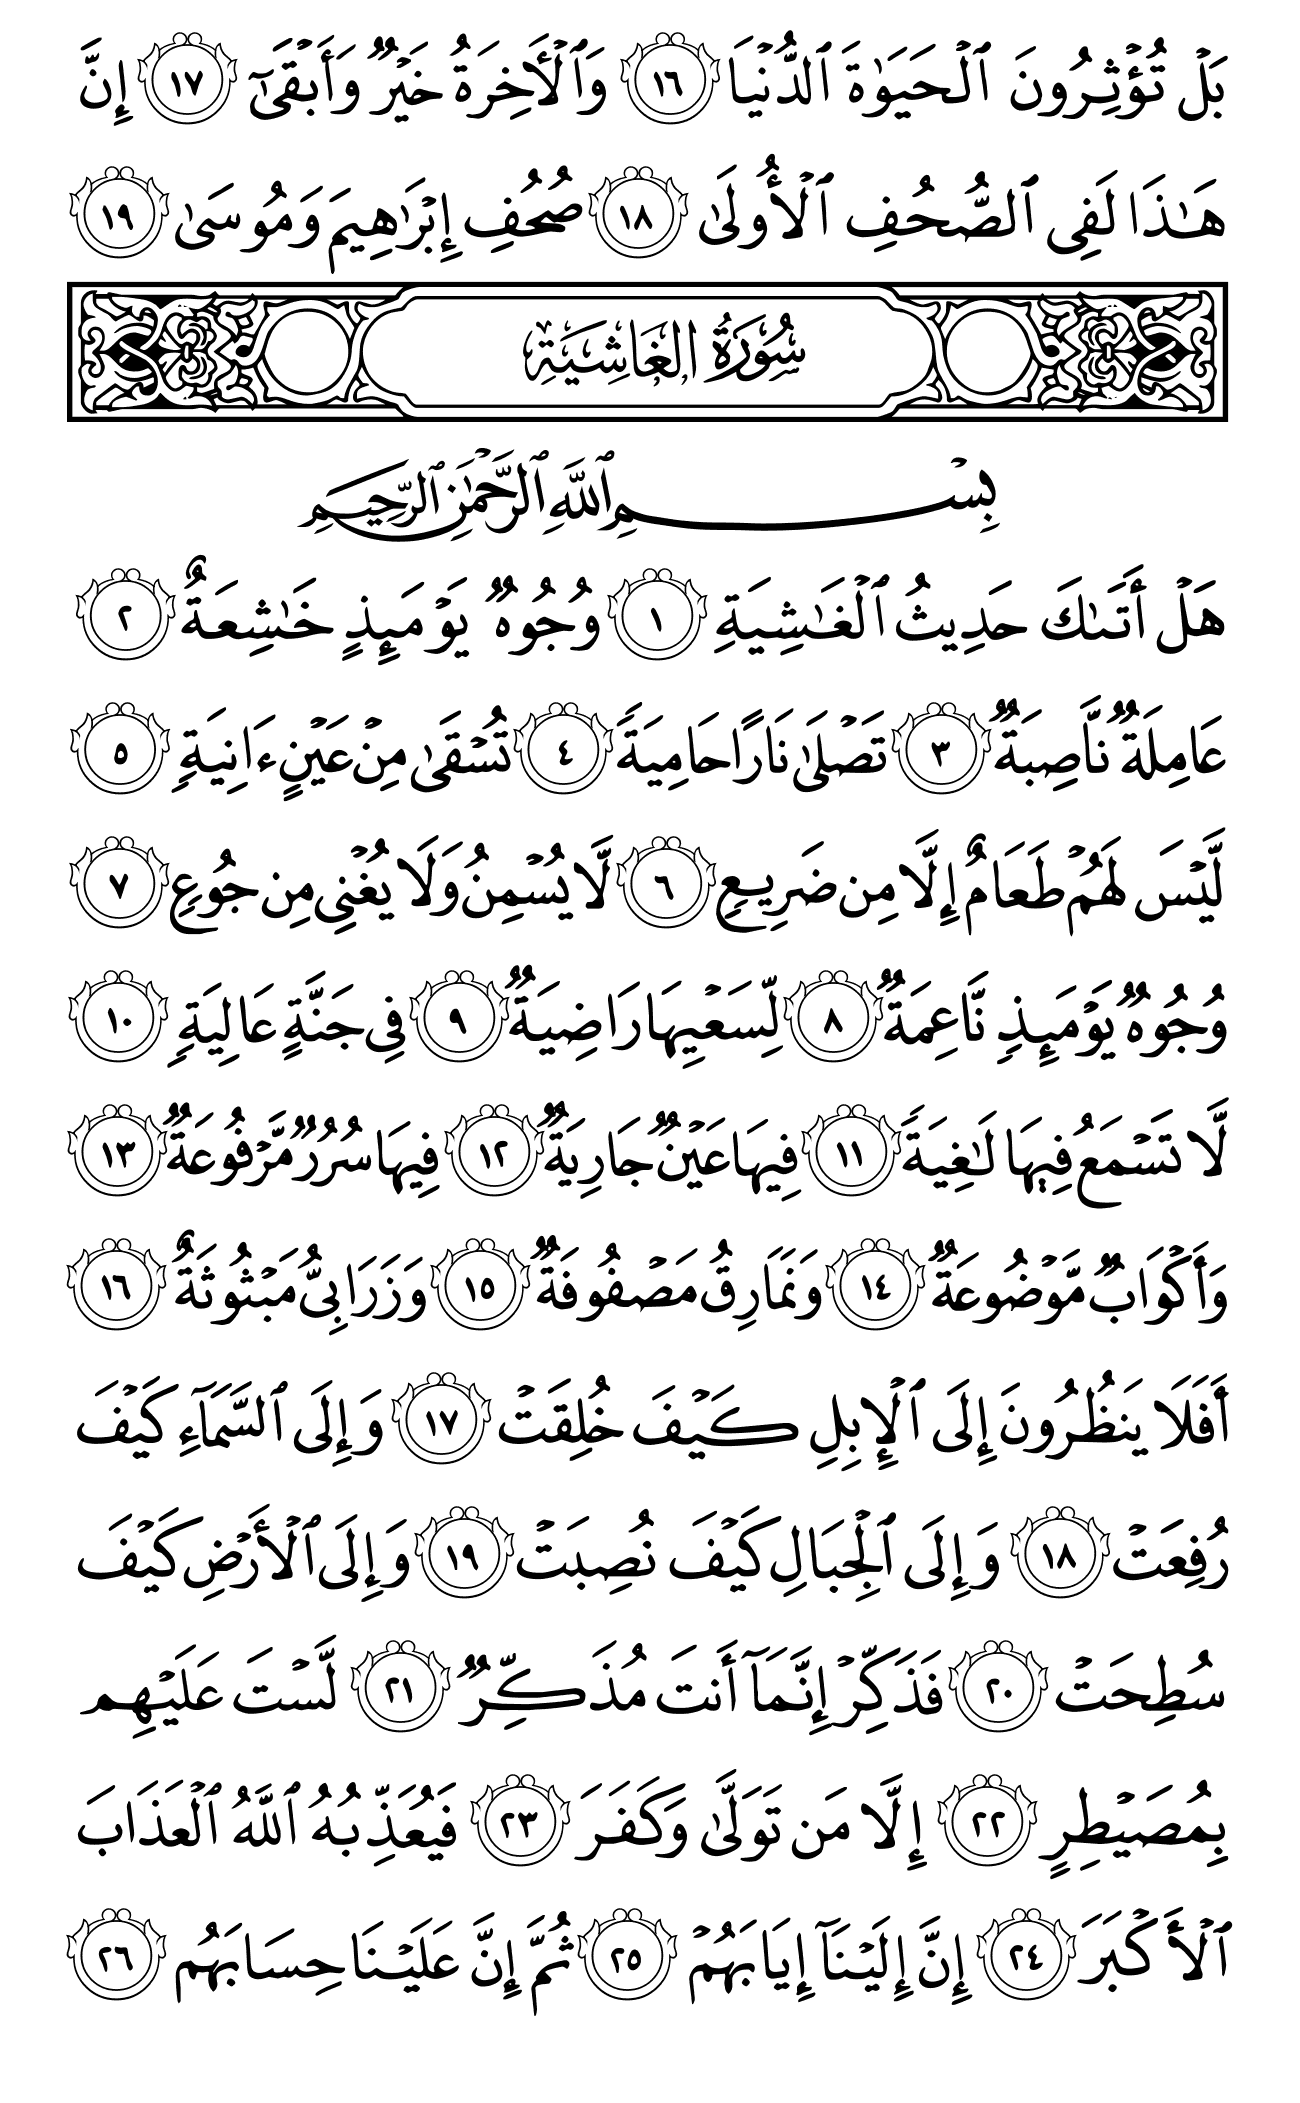 بَلۡ تُؤۡثِرُونَ ٱلۡحَيَوٰةَ ٱلدُّنۡيَا ١٦ وَٱلۡأٓخِرَةُ خَيۡرٞ وَأَبۡقَىٰٓ ١٧ إِنَّ
هَٰذَا لَفِي ٱلصُّحُفِ ٱلۡأُولَىٰ ١٨ صُحُفِ إِبۡرَٰهِيمَ وَمُوسَىٰ ١٩
سُورَةُ الغَاشِيَةِ
بِسۡمِ ٱللَّهِ ٱلرَّحۡمَٰنِ ٱلرَّحِيمِ
هَلۡ أَتَىٰكَ حَدِيثُ ٱلۡغَٰشِيَةِ ١ وُجُوهٞ يَوۡمَئِذٍ خَٰشِعَةٌ ٢
عَامِلَةٞ نَّاصِبَةٞ ٣ تَصۡلَىٰ نَارًا حَامِيَةٗ ٤ تُسۡقَىٰ مِنۡ عَيۡنٍ ءَانِيَةٖ ٥
لَّيۡسَ لَهُمۡ طَعَامٌ إِلَّا مِن ضَرِيعٖ ٦ لَّا يُسۡمِنُ وَلَا يُغۡنِي مِن جُوعٖ ٧
وُجُوهٞ يَوۡمَئِذٖ نَّاعِمَةٞ ٨ لِّسَعۡيِهَا رَاضِيَةٞ ٩ فِي جَنَّةٍ عَالِيَةٖ ١٠
لَّا تَسۡمَعُ فِيهَا لَٰغِيَةٗ ١١ فِيهَا عَيۡنٞ جَارِيَةٞ ١٢ فِيهَا سُرُرٞ مَّرۡفُوعَةٞ ١٣
وَأَكۡوَابٞ مَّوۡضُوعَةٞ ١٤ وَنَمَارِقُ مَصۡفُوفَةٞ ١٥ وَزَرَابِيُّ مَبۡثُوثَةٌ ١٦
أَفَلَا يَنظُرُونَ إِلَى ٱلۡإِبِلِ كَيۡفَ خُلِقَتۡ ١٧ وَإِلَى ٱلسَّمَآءِ كَيۡفَ
رُفِعَتۡ ١٨ وَإِلَى ٱلۡجِبَالِ كَيۡفَ نُصِبَتۡ ١٩ وَإِلَى ٱلۡأَرۡضِ كَيۡفَ
سُطِحَتۡ ٢٠ فَذَكِّرۡ إِنَّمَآ أَنتَ مُذَكِّرٞ ٢١ لَّسۡتَ عَلَيۡهِم
بِمُصَيۡطِرٍ ٢٢ إِلَّا مَن تَوَلَّىٰ وَكَفَرَ ٢٣ فَيُعَذِّبُهُ ٱللَّهُ ٱلۡعَذَابَ
ٱلۡأَكۡبَرَ ٢٤ إِنَّ إِلَيۡنَآ إِيَابَهُمۡ ٢٥ ثُمَّ إِنَّ عَلَيۡنَا حِسَابَهُم ٢٦